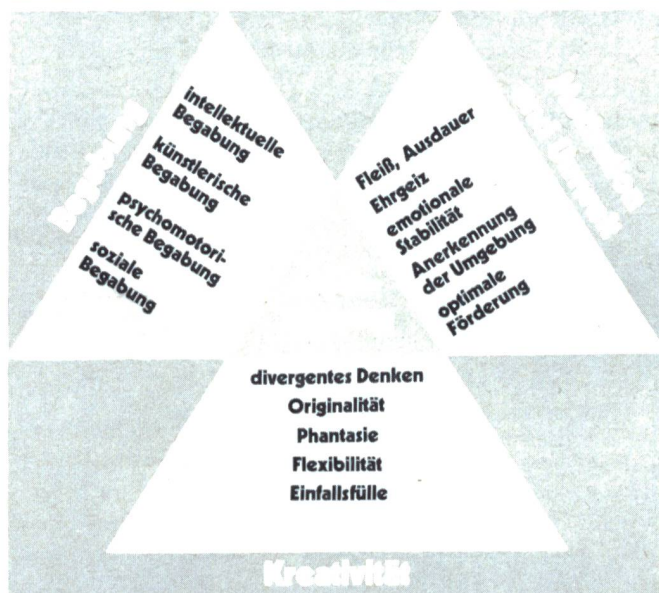 Begabung
intellektuelle
Begabung
künstlerische
Begabung
psychomotori-
sche Begabung
soziale
Begabung
Fleiß, Ausdauer
Ehrgeiz
emotionale
Stabilität
Anerkennung
der Umgebung
optimale
Förderung
divergentes Denken
Originalität
Phantasie
Flexibilität
Einfallsfülle
Kreativität